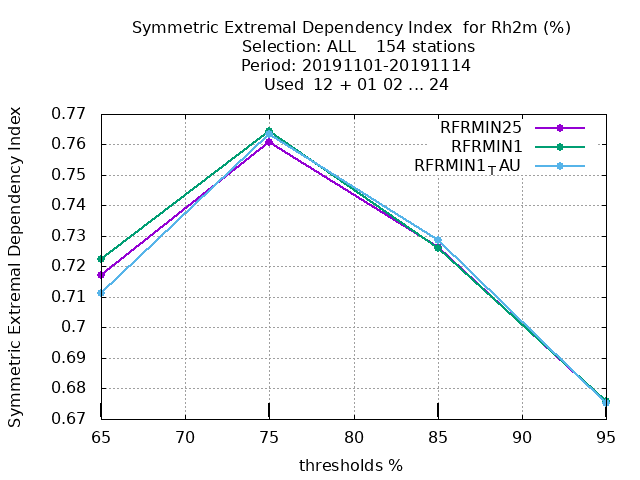 Symmetric Extremal Dependency Index  for Rh2m (%)
Selection: ALL    154 stations
Period: 20191101-20191114
Used  12 + 01 02 ... 24
Symmetric Extremal Dependency Index
0.77
0.76
0.75
0.74
0.73
0.72
0.71
0.7
0.69
0.68
0.67
RFRMIN25
RFRMIN1
RFRMIN1TAU
65 70 75 80 85 90 95
thresholds %